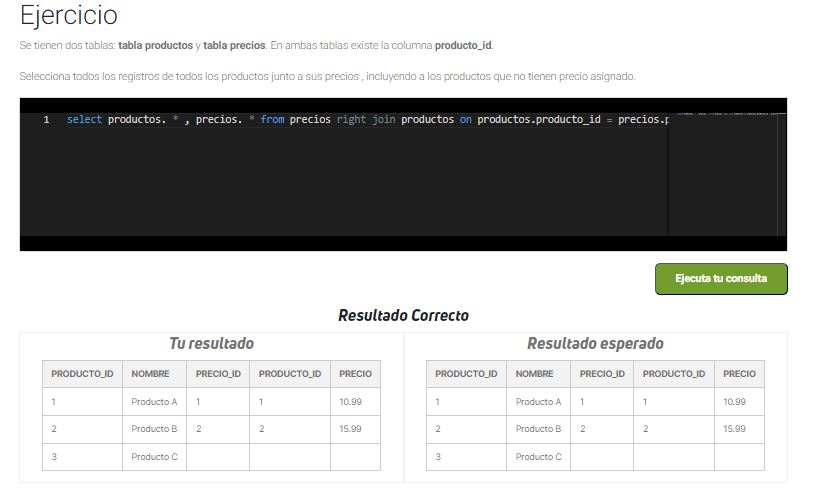 Ejercicio
Se tienen dos tablas: tabla productos y tabla precios. En ambas tablas existe la columna producto_id.
Selecciona todos los registros de todos los productos junto a sus precios , incluyendo a los productos que no tienen precio asignado.
1 select productos. * , precios. * from precios right join productos on productos.producto_id = precios.p
Ejecuta tu consulta
Resultado Correcto
Tu resultado
PRODUCTO_ID NOMBRE PRECIO_ID PRODUCTO_ID PRECIO
1 Producto A 1 1 10.99
2 Producto B 2 2 15.99
3 Producto C
Resultado esperado
PRODUCTO_ID NOMBRE PRECIO_ID PRODUCTO_ID PRECIO
1 Producto A 1 1 10.99
2 Producto B 2 2 15.99
3 Producto C